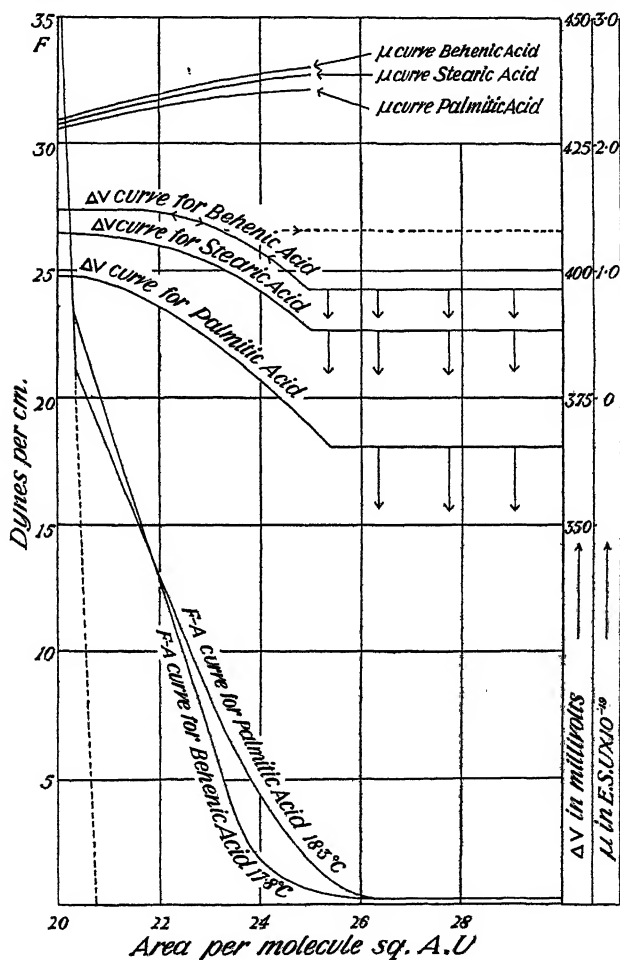 35
F
30
25
20
15
10
5
Dynes per cm.
μ curve Behenic Acid
μ curve Stearic Acid
μ curve Palmitic Acid
ΔV curve for Behenic Acid
ΔV curve for Stearic Acid
ΔV curve for Palmitic Acid
F-A curve for Palmitic Acid 18·3°C
F-A curve for Behenic Acid 17·8°C
450 3·0
425 2·0
400 1·0
375 0
350
ΔV in millivolts
μ in E.S.U×10⁻¹⁹
20 22 24 26 28
Area per molecule sq. A.U